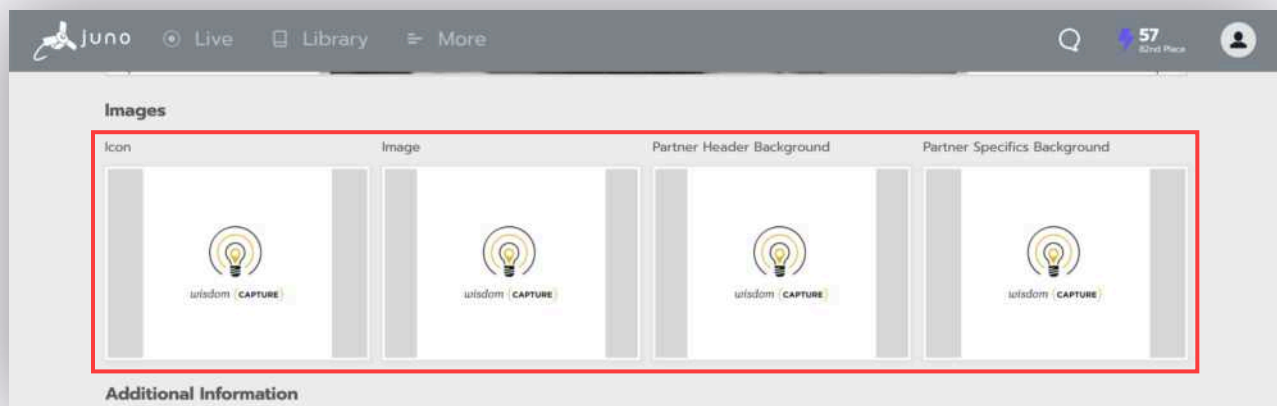 juno Live Library More 57
82nd Place
Images
Icon Image Partner Header Background Partner Specifics Background
wisdom {CAPTURE} wisdom {CAPTURE} wisdom {CAPTURE} wisdom {CAPTURE}
Additional Information